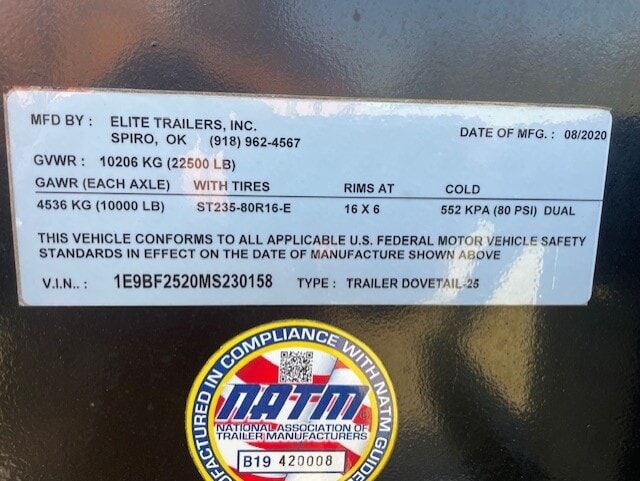 MFD BY : ELITE TRAILERS, INC.
SPIRO, OK (918) 962-4567
DATE OF MFG. : 08/2020
GVWR : 10206 KG (22500 LB)
GAWR (EACH AXLE) WITH TIRES RIMS AT COLD
4536 KG (10000 LB) ST235-80R16-E 16 X 6 552 KPA (80 PSI) DUAL
THIS VEHICLE CONFORMS TO ALL APPLICABLE U.S. FEDERAL MOTOR VEHICLE SAFETY
STANDARDS IN EFFECT ON THE DATE OF MANUFACTURE SHOWN ABOVE
V.I.N.. : 1E9BF2520MS230158 TYPE : TRAILER DOVETAIL-25
UFACTURED IN COMPLIANCE WITH NATM GUIDE
NATM
NATIONAL ASSOCIATION OF
TRAILER MANUFACTURERS
B19 420008